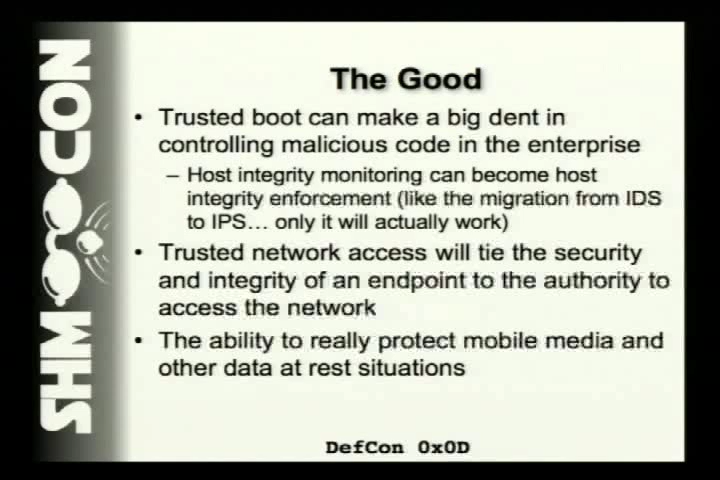 SHMOOCON
The Good
• Trusted boot can make a big dent in
controlling malicious code in the enterprise
– Host integrity monitoring can become host
integrity enforcement (like the migration from IDS
to IPS… only it will actually work)
• Trusted network access will tie the security
and integrity of an endpoint to the authority to
access the network
• The ability to really protect mobile media and
other data at rest situations
DefCon 0x0D